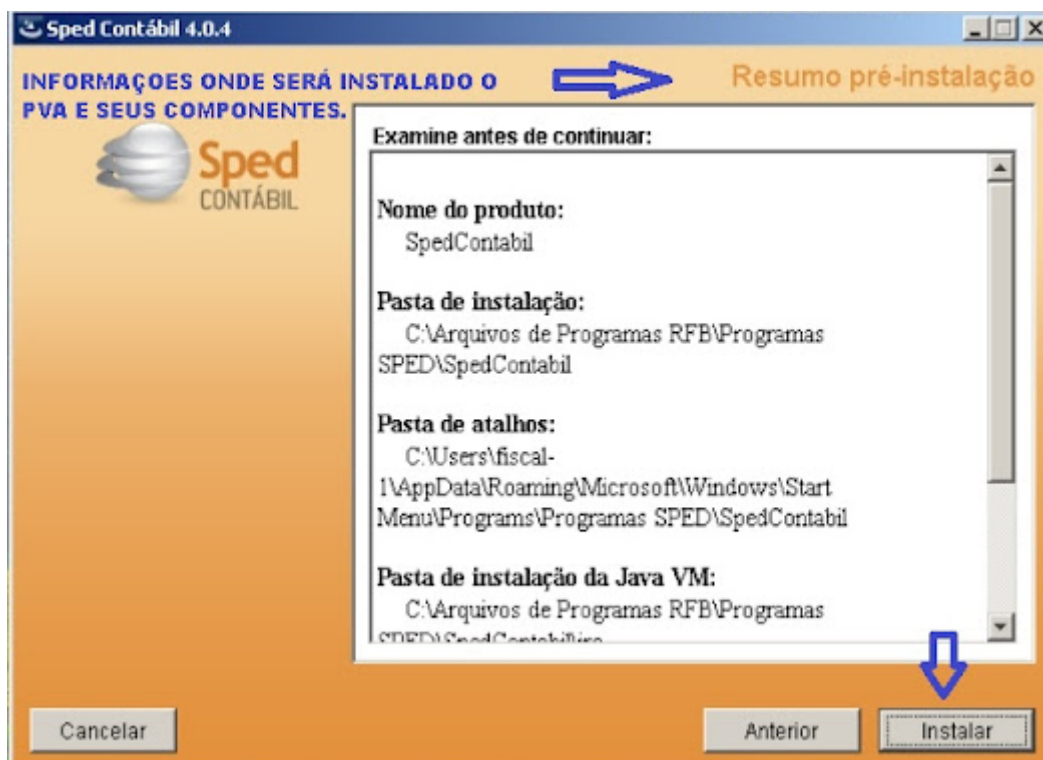 Sped Contábil 4.0.4
INFORMAÇOES ONDE SERÁ INSTALADO O
PVA E SEUS COMPONENTES.
Resumo pré-instalação
Sped
CONTÁBIL
Examine antes de continuar:
Nome do produto:
SpedContabil
Pasta de instalação:
C:\Arquivos de Programas RFB\Programas
SPED\SpedContabil
Pasta de atalhos:
C:\Users\fiscal-
1\AppData\Roaming\Microsoft\Windows\Start
Menu\Programs\Programas SPED\SpedContabil
Pasta de instalação da Java VM:
C:\Arquivos de Programas RFB\Programas
SPED\SpedContabil\jre
Cancelar
Anterior
Instalar